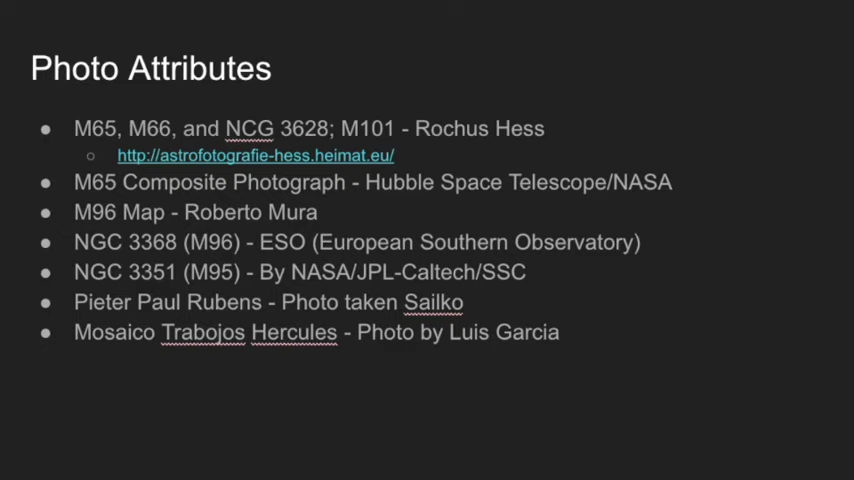 Photo Attributes
● M65, M66, and NCG 3628; M101 - Rochus Hess
○ http://astrofotografie-hess.heimat.eu/
● M65 Composite Photograph - Hubble Space Telescope/NASA
● M96 Map - Roberto Mura
● NGC 3368 (M96) - ESO (European Southern Observatory)
● NGC 3351 (M95) - By NASA/JPL-Caltech/SSC
● Pieter Paul Rubens - Photo taken Sailko
● Mosaico Trabojos Hercules - Photo by Luis Garcia